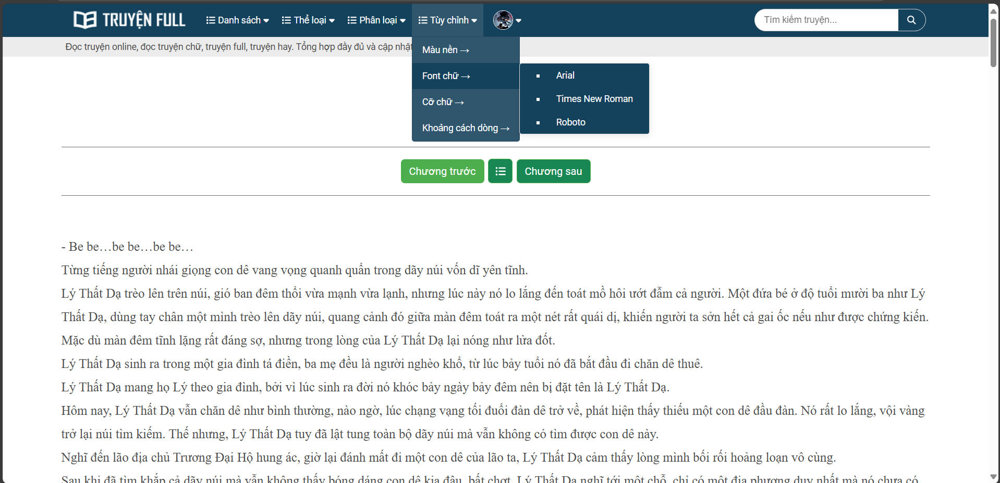 TRUYỆN FULL
Danh sách
Thể loại
Phân loại
Tùy chỉnh
Tìm kiếm truyện...
Đọc truyện online, đọc truyện chữ, truyện full, truyện hay. Tổng hợp đầy đủ và cập nhật
Màu nền →
Font chữ →
Cỡ chữ →
Khoảng cách dòng →
Arial
Times New Roman
Roboto
Chương trước
Chương sau
- Be be…be be…be be…
Từng tiếng người nhái giọng con dê vang vọng quanh quẩn trong dãy núi vốn dĩ yên tĩnh.
Lý Thất Dạ trèo lên trên núi, gió ban đêm thổi vừa mạnh vừa lạnh, nhưng lúc này nó lo lắng đến toát mồ hôi ướt đẫm cả người. Một đứa bé ở độ tuổi mười ba như Lý
Thất Dạ, dùng tay chân một mình trèo lên dãy núi, quang cảnh đó giữa màn đêm toát ra một nét rất quái dị, khiến người ta sởn hết cả gai ốc nếu như được chứng kiến.
Mặc dù màn đêm tĩnh lặng rất đáng sợ, nhưng trong lòng của Lý Thất Dạ lại nóng như lửa đốt.
Lý Thất Dạ sinh ra trong một gia đình tá điền, ba mẹ đều là người nghèo khổ, từ lúc bảy tuổi nó đã bắt đầu đi chăn dê thuê.
Lý Thất Dạ mang họ Lý theo gia đình, bởi vì lúc sinh ra đời nó khóc bảy ngày bảy đêm nên bị đặt tên là Lý Thất Dạ.
Hôm nay, Lý Thất Dạ vẫn chăn dê như bình thường, nào ngờ, lúc chạng vạng tối đuổi đàn dê trở về, phát hiện thấy thiếu một con dê đầu đàn. Nó rất lo lắng, vội vàng
trở lại núi tìm kiếm. Thế nhưng, Lý Thất Dạ tuy đã lật tung toàn bộ dãy núi mà vẫn không có tìm được con dê này.
Nghĩ đến lão địa chủ Trương Đại Hộ hung ác, giờ lại đánh mất đi một con dê của lão ta, Lý Thất Dạ cảm thấy lòng mình bối rối hoảng loạn vô cùng.
Sau khi đã tìm khắp cả dãy núi mà vẫn không thấy bóng dáng con dê kia đâu, bất chợt, Lý Thất Dạ nghĩ tới một chỗ, chỉ có một địa phương duy nhất mà nó chưa có